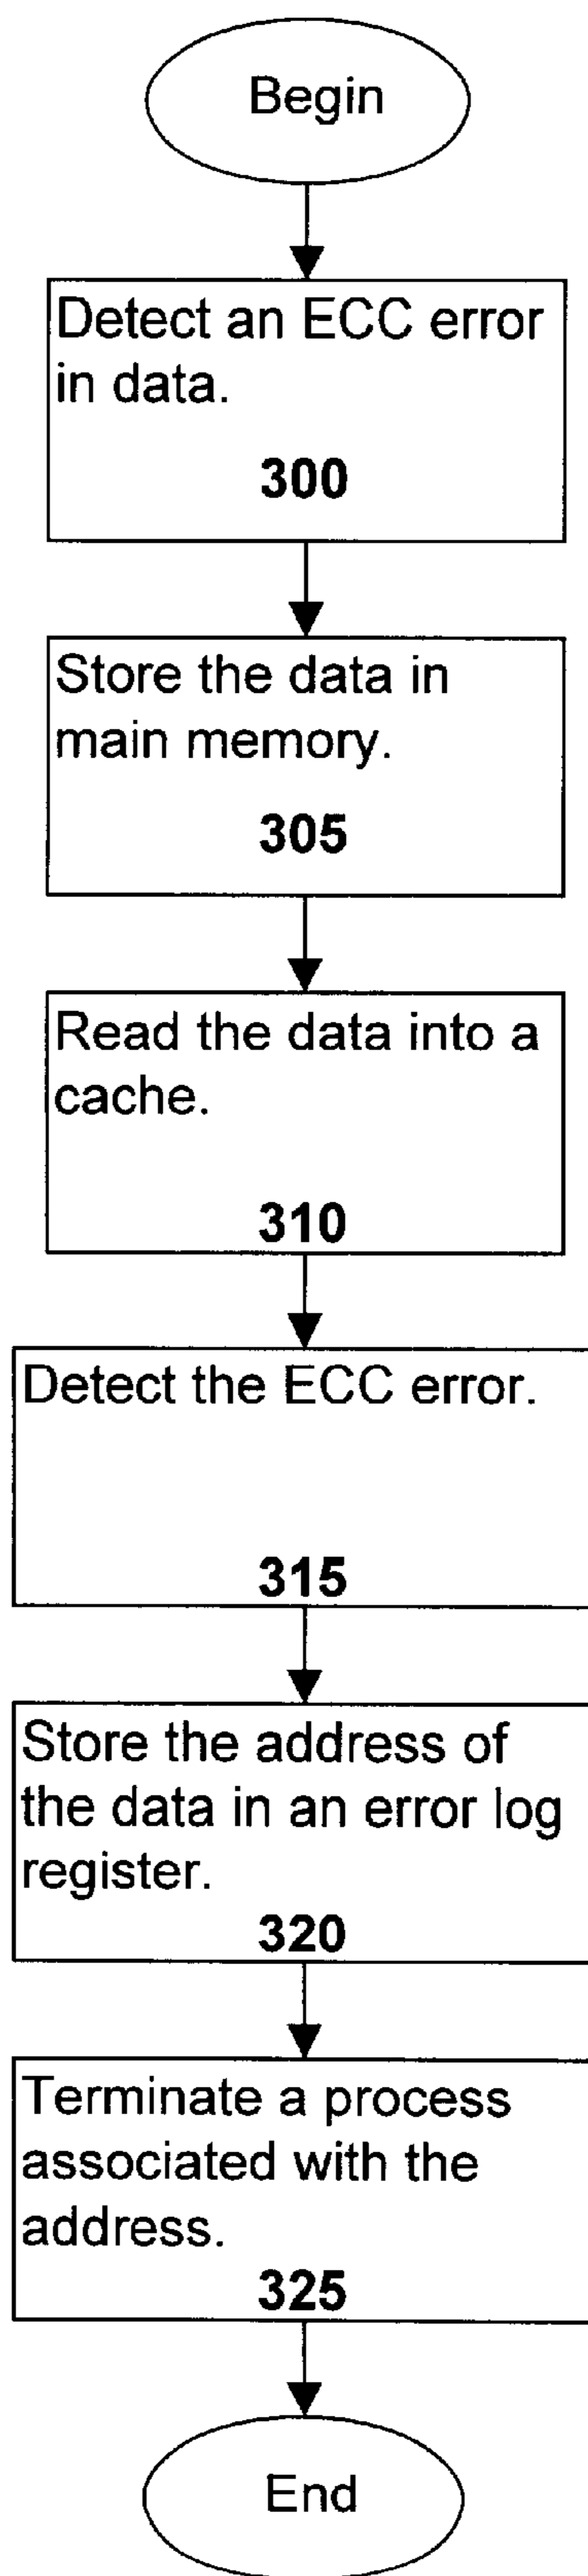 Begin
Detect an ECC error
in data.
300
Store the data in
main memory.
305
Read the data into a
cache.
310
Detect the ECC error.
315
Store the address of
the data in an error log
register.
320
Terminate a process
associated with the
address.
325
End